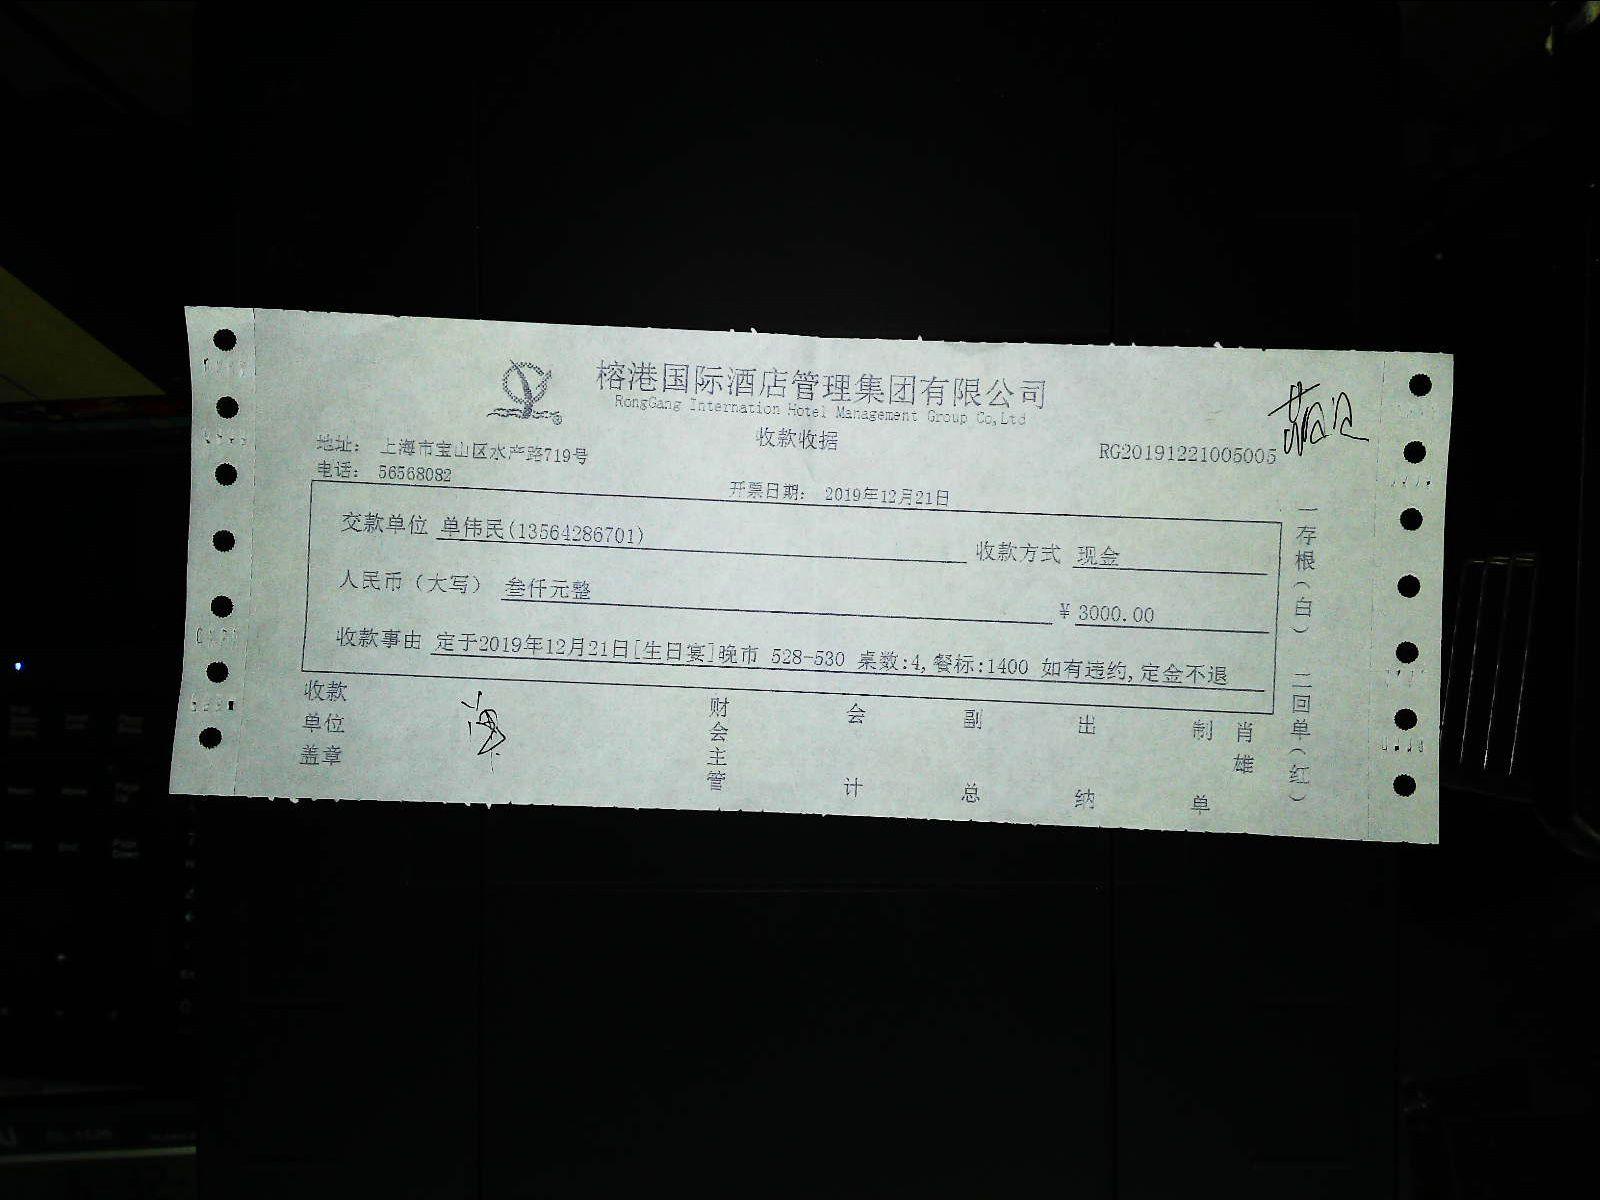 榕港国际酒店管理集团有限公司
RongGang Internation Hotel Management Group Co,Ltd
收款收据
地址: 上海市宝山区水产路719号
RG20191221005005
电话: 56568082
开票日期: 2019年12月21日
交款单位 单伟民(13564286701) 收款方式 现金
人民币(大写) 叁仟元整 ¥3000.00
收款事由 定于2019年12月21日[生日宴]晚市 528-530 桌数:4,餐标:1400 如有违约,定金不退
收款单位盖章
财会主管
会计
副总
出纳
制单
肖雄
一存根(白)
二回单(红)